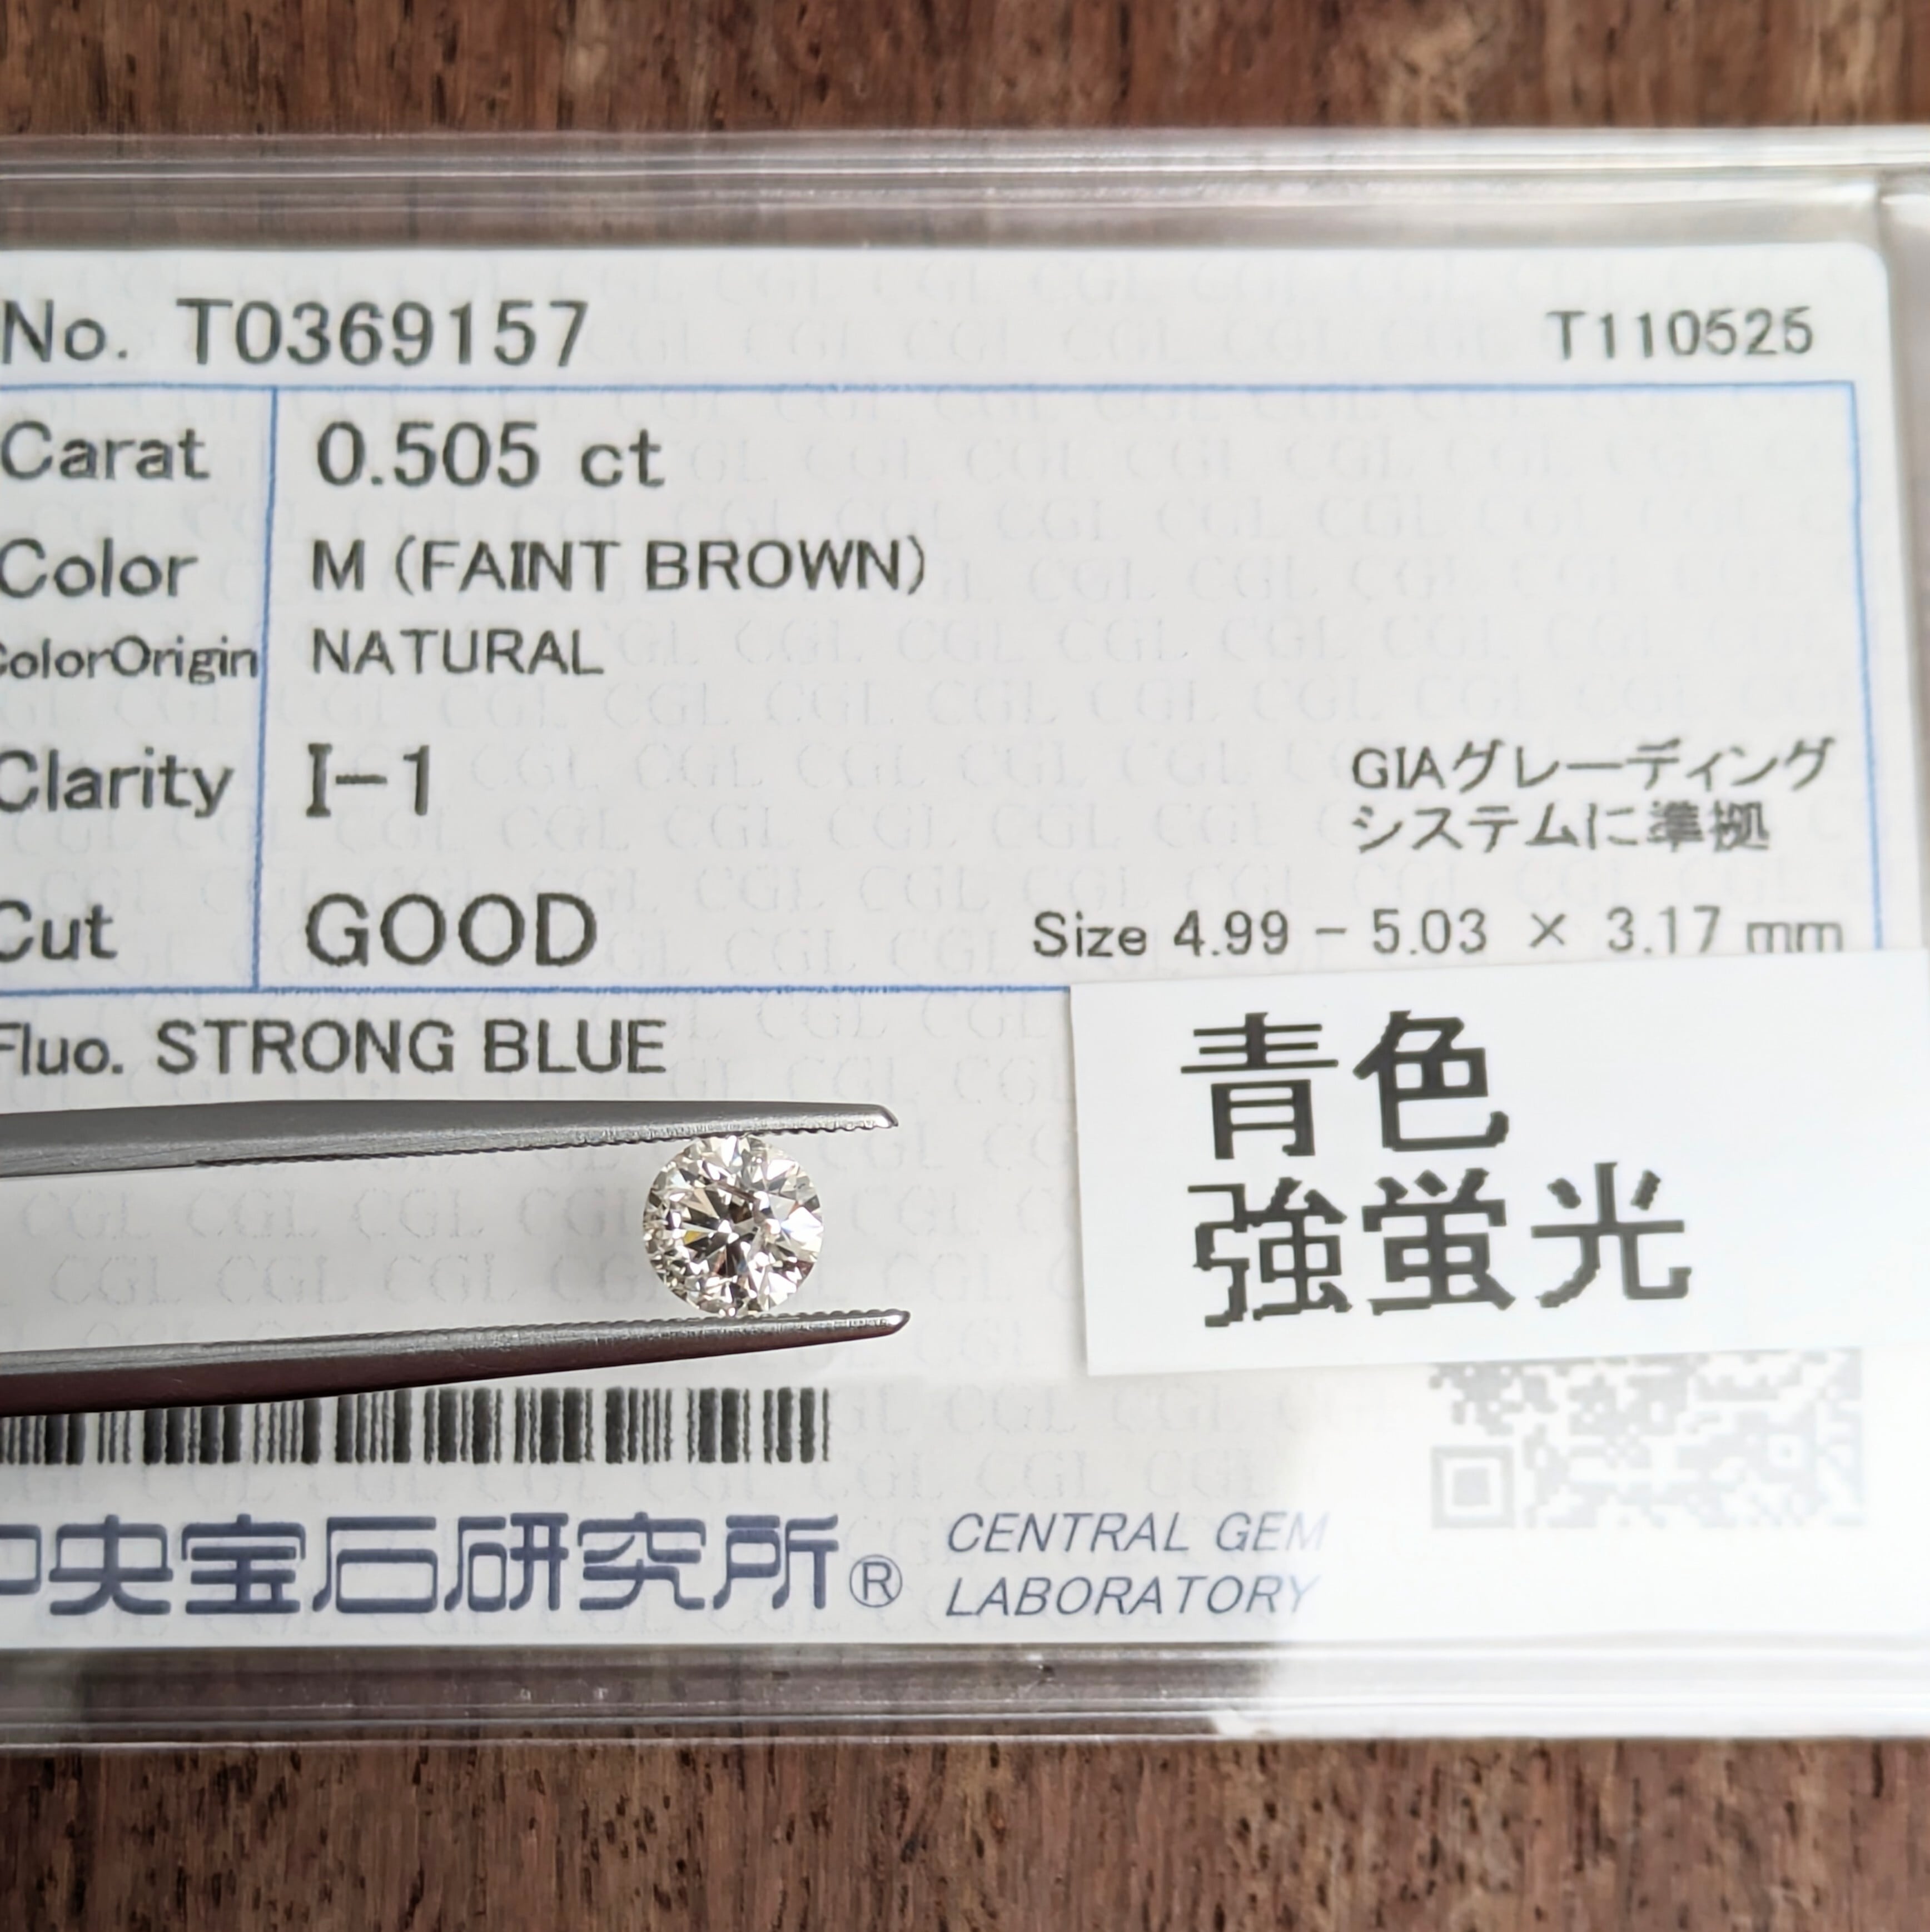 No. T0369157 T110525
Carat 0.505 ct
Color M (FAINT BROWN)
ColorOrigin NATURAL
Clarity I-1
GIAグレーディング
システムに準拠
Cut GOOD Size 4.99 - 5.03 × 3.17 mm
Fluo. STRONG BLUE
青色
強蛍光
中央宝石研究所® CENTRAL GEM
LABORATORY